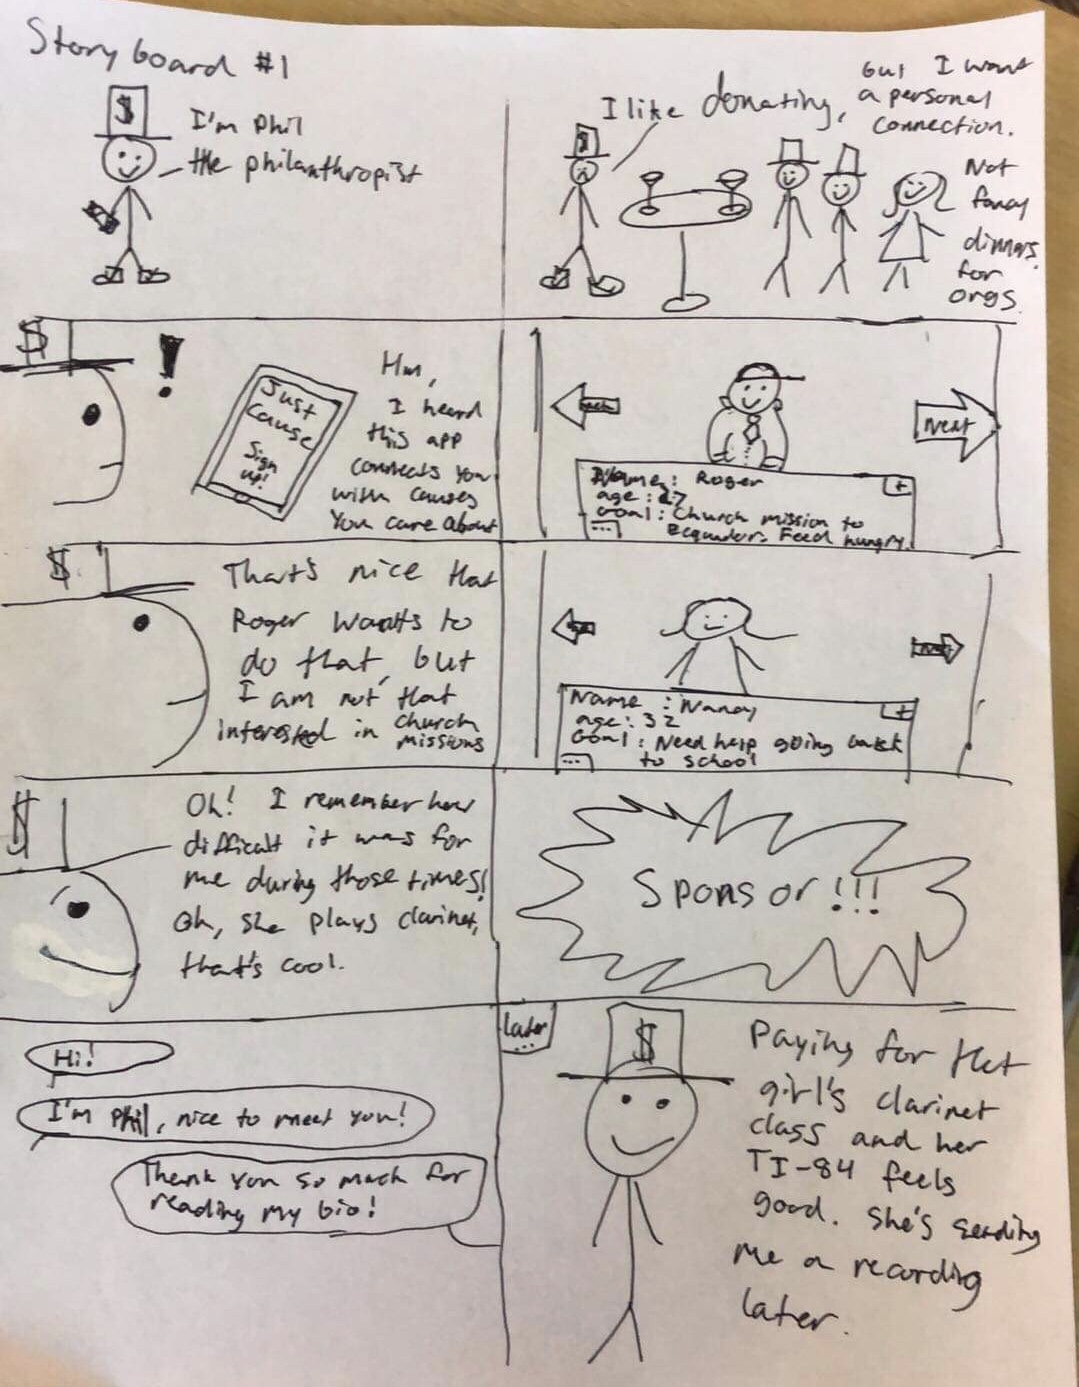 Story board #1
$
I'm Phil
the philanthropist
I like donating,
but I want
a personal
connection.
Not
fancy
dinners
for
orgs.
$
$
!
Just
Cause
Sign
up!
Hm,
I heard
this app
connects you
with causes
you care about
Next
Name: Roger
age: 27
Goal: Church mission to
Ecquador. Feed hungry.
+
...
$
That's nice that
Roger wants to
do that, but
I am not that
interested in church
missions
Name : Nancy
age: 32
Goal: Need help going back
to school
+
...
$
Oh! I remember how
difficult it was for
me during those times!
Oh, she plays clarinet,
that's cool.
Sponsor!!!
Hi!
I'm Phil, nice to meet you!
Thank you so much for
reading my bio!
later
...
$
Paying for that
girl's clarinet
class and her
TI-84 feels
good. She's sending
me a recording
later.